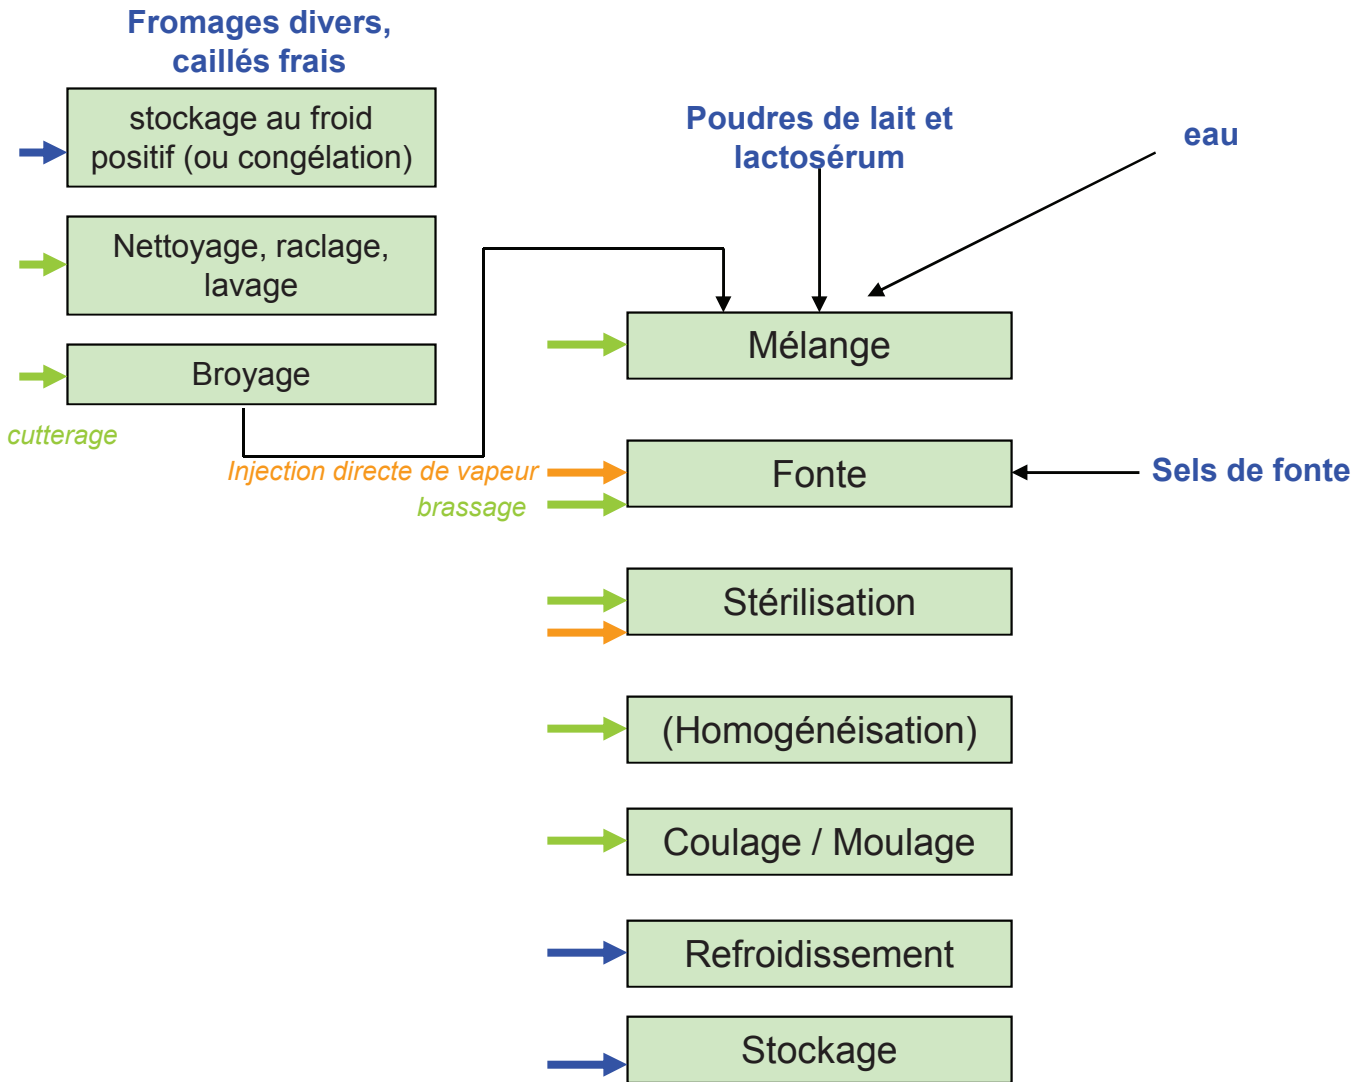 Fromages divers,
caillés frais
stockage au froid
positif (ou congélation)
Nettoyage, raclage,
lavage
Broyage
cutterage
Poudres de lait et
lactosérum
eau
Mélange
Injection directe de vapeur
brassage
Fonte
Sels de fonte
Stérilisation
(Homogénéisation)
Coulage / Moulage
Refroidissement
Stockage